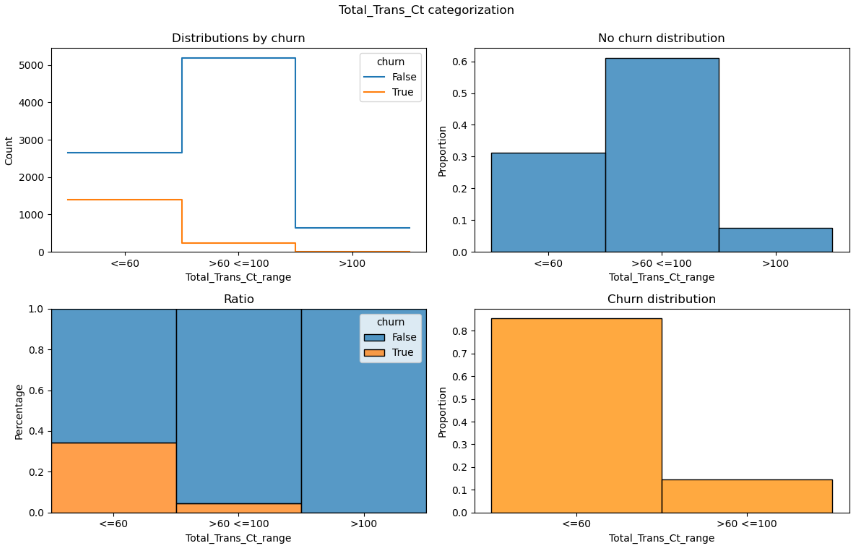 Total_Trans_Ct categorization
Distributions by churn
Count
5000
4000
3000
2000
1000
0
churn
False
True
<=60
>60 <=100
>100
Total_Trans_Ct_range
No churn distribution
Proportion
0.6
0.5
0.4
0.3
0.2
0.1
0.0
<=60
>60 <=100
>100
Total_Trans_Ct_range
Ratio
Percentage
1.0
0.8
0.6
0.4
0.2
0.0
churn
False
True
<=60
>60 <=100
>100
Total_Trans_Ct_range
Churn distribution
Proportion
0.8
0.7
0.6
0.5
0.4
0.3
0.2
0.1
0.0
<=60
>60 <=100
Total_Trans_Ct_range